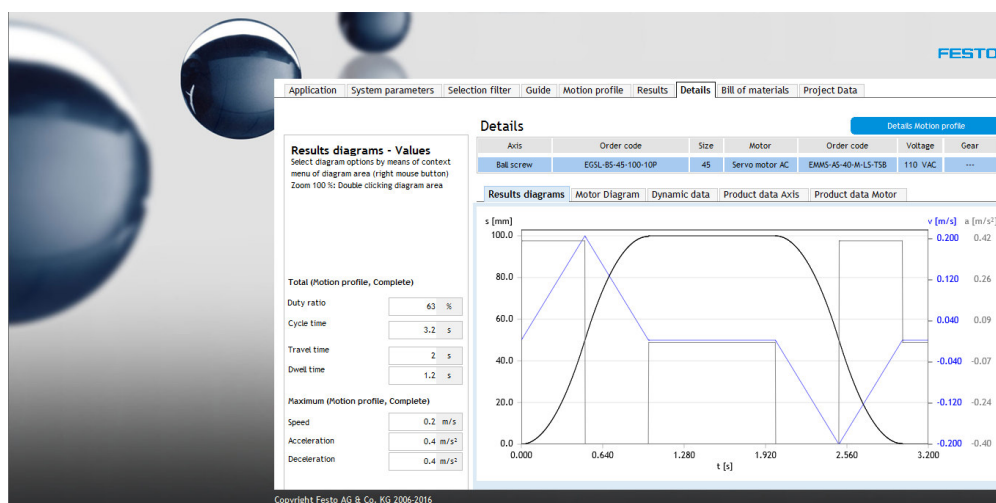 FESTO
Application System parameters Selection filter Guide Motion profile Results Details Bill of materials Project Data
Details
Details Motion profile
Results diagrams - Values
Select diagram options by means of context
menu of diagram area (right mouse button)
Zoom 100 %: Double clicking diagram area
Axis Order code Size Motor Order code Voltage Gear
Ball screw EGSL-BS-45-100-10P 45 Servo motor AC EMMS-AS-40-M-LS-TSB 110 VAC ---
Results diagrams Motor Diagram Dynamic data Product data Axis Product data Motor
Total (Motion profile, Complete)
Duty ratio 63 %
Cycle time 3.2 s
Travel time 2 s
Dwell time 1.2 s
Maximum (Motion profile, Complete)
Speed 0.2 m/s
Acceleration 0.4 m/s²
Deceleration 0.4 m/s²
s [mm] v [m/s] a [m/s²]
100.0 0.200 0.42
80.0 0.120 0.26
60.0 0.040 0.09
40.0 -0.040 -0.07
20.0 -0.120 -0.24
0.0 -0.200 -0.40
0.000 0.640 1.280 1.920 2.560 3.200
t [s]
Copyright Festo AG & Co. KG 2006-2016